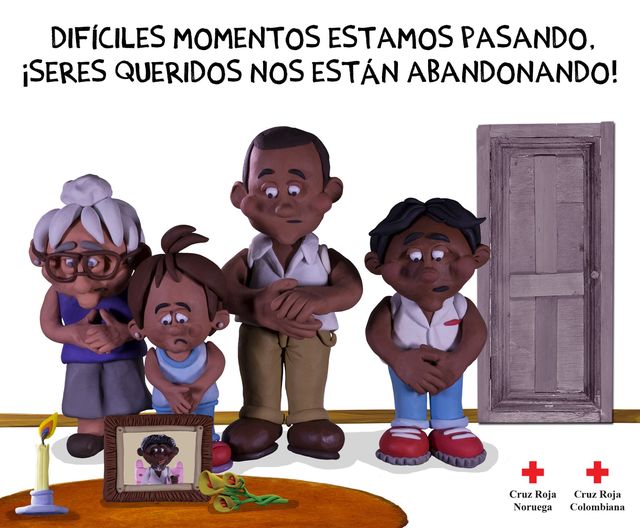 DIFÍCILES MOMENTOS ESTAMOS PASANDO,
¡SERES QUERIDOS NOS ESTÁN ABANDONANDO!
Cruz Roja
Noruega
Cruz Roja
Colombiana